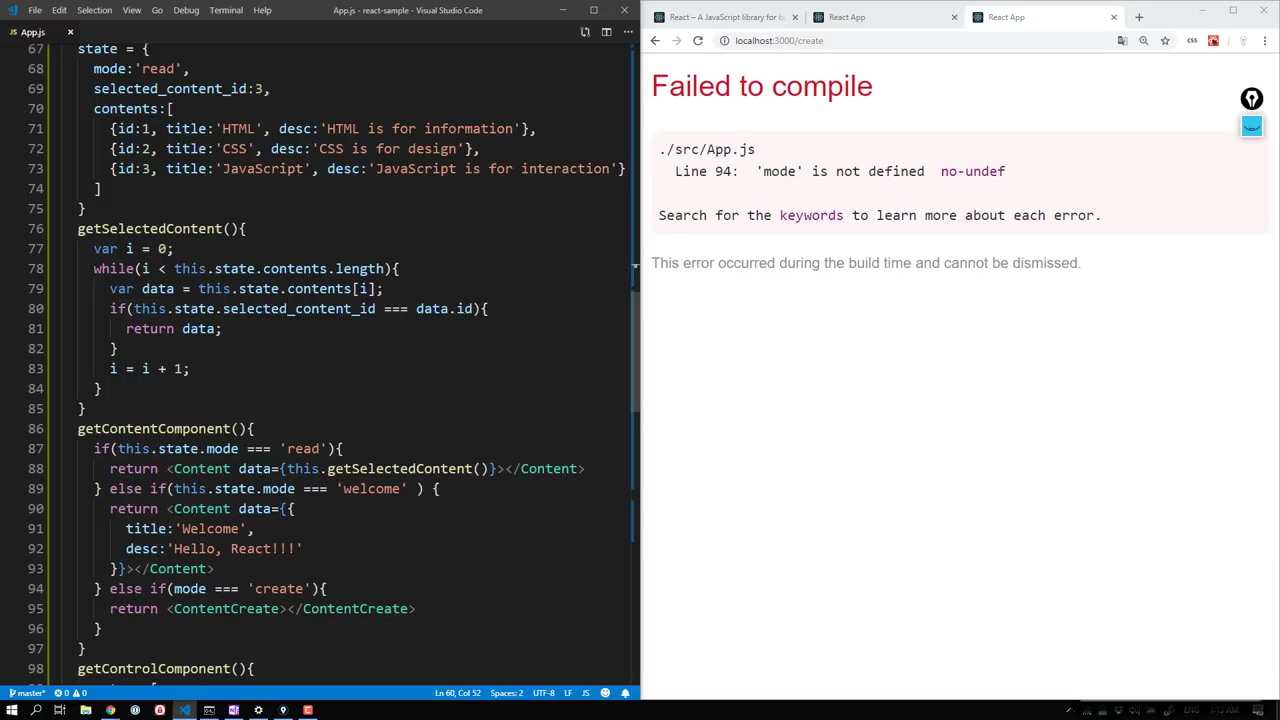 File Edit Selection View Go Debug Terminal Help App.js - react-sample - Visual Studio Code
App.js
67 state = {
68 mode:'read',
69 selected_content_id:3,
70 contents:[
71 {id:1, title:'HTML', desc:'HTML is for information'},
72 {id:2, title:'CSS', desc:'CSS is for design'},
73 {id:3, title:'JavaScript', desc:'JavaScript is for interaction'}
74 ]
75 }
76 getSelectedContent(){
77 var i = 0;
78 while(i < this.state.contents.length){
79 var data = this.state.contents[i];
80 if(this.state.selected_content_id === data.id){
81 return data;
82 }
83 i = i + 1;
84 }
85 }
86 getContentComponent(){
87 if(this.state.mode === 'read'){
88 return <Content data={this.getSelectedContent()}></Content>
89 } else if(this.state.mode === 'welcome' ) {
90 return <Content data={{
91 title:'Welcome',
92 desc:'Hello, React!!!'
93 }}></Content>
94 } else if(mode === 'create'){
95 return <ContentCreate></ContentCreate>
96 }
97 }
98 getControlComponent(){
master* 0 0 Ln 60, Col 52 Spaces: 2 UTF-8 LF JS
React – A JavaScript library for b
React App
React App
localhost:3000/create
css
Failed to compile
./src/App.js
Line 94: 'mode' is not defined no-undef
Search for the keywords to learn more about each error.
This error occurred during the build time and cannot be dismissed.
ENG